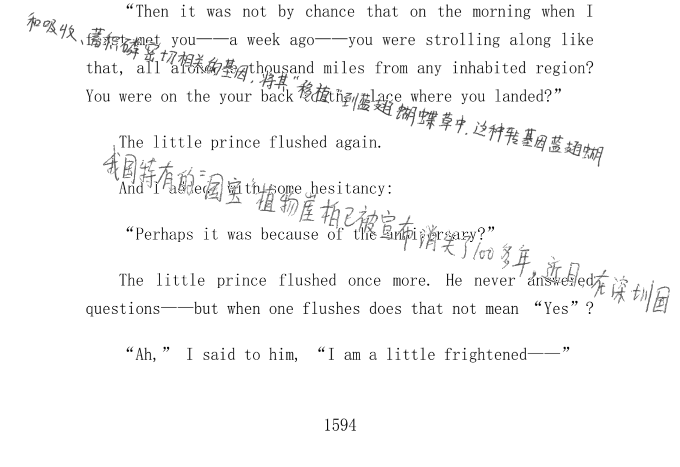 “Then it was not by chance that on the morning when I
first met you——a week ago——you were strolling along like
that, all alone, a thousand miles from any inhabited region?
You were on the your back to the place where you landed?”
和吸收、蓄积磷密切相关的基因,将其“移植”到蓝翅蝴蝶草中.这种转基因蓝翅蝴
The little prince flushed again.
我国特有的“国宝”植物崖柏已被宣布消失了100多年,近日,在深圳园
And I added, with some hesitancy:
“Perhaps it was because of the anniversary?”
The little prince flushed once more. He never answered
questions——but when one flushes does that not mean “Yes”?
“Ah,” I said to him, “I am a little frightened——”
1594